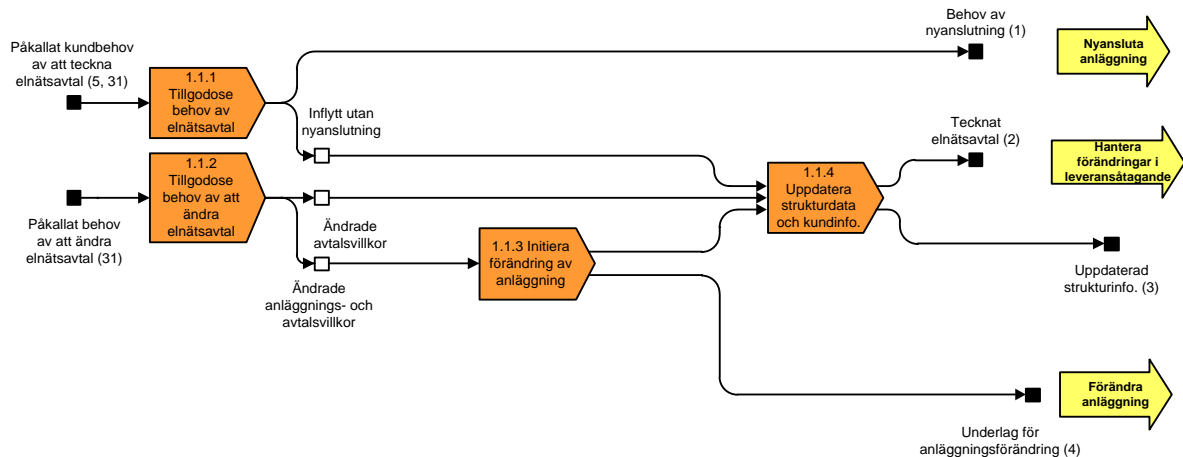 Påkallat kundbehov
av att teckna
elnätsavtal (5, 31)
1.1.1
Tillgodose
behov av
elnätsavtal
Inflytt utan
nyanslutning
Behov av
nyanslutning (1)
Nyansluta
anläggning
1.1.2
Tillgodose
behov av att
ändra
elnätsavtal
Påkallat behov
av att ändra
elnätsavtal (31)
Ändrade
avtalsvillkor
Ändrade
anläggnings- och
avtalsvillkor
1.1.3 Initiera
förändring av
anläggning
1.1.4
Uppdatera
strukturdata
och kundinfo.
Tecknat
elnätsavtal (2)
Hantera
förändringar i
leveransåtagande
Uppdaterad
strukturinfo. (3)
Underlag för
anläggningsförändring (4)
Förändra
anläggning